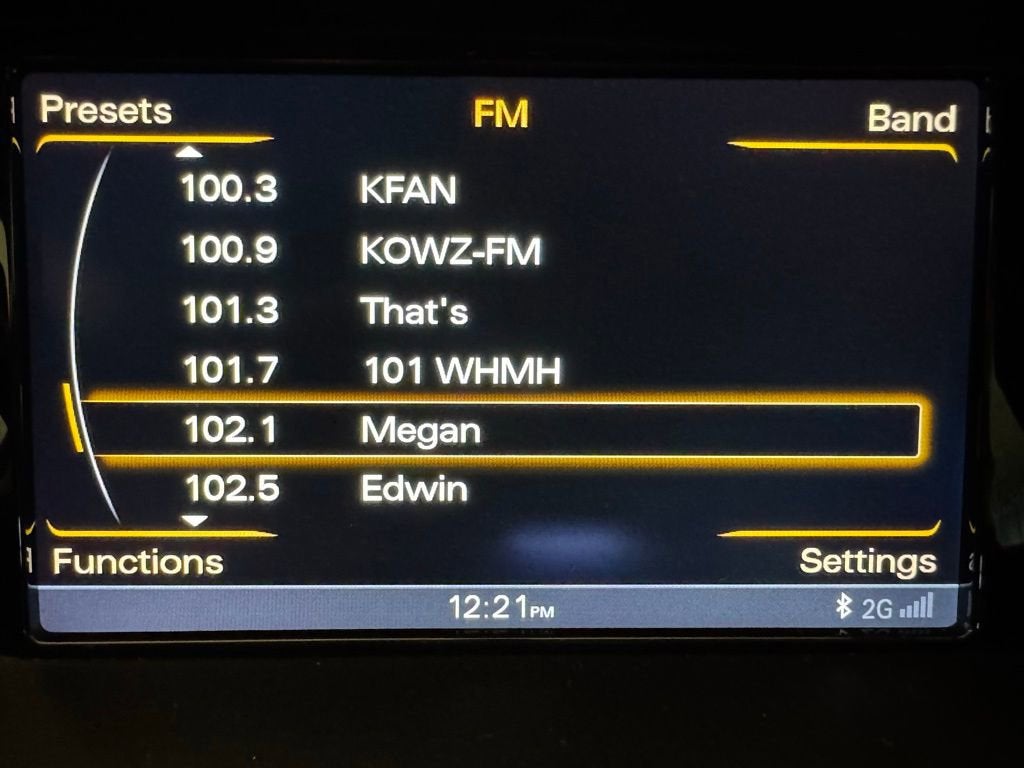 Presets FM Band
100.3 KFAN
100.9 KOWZ-FM
101.3 That's
101.7 101 WHMH
102.1 Megan
102.5 Edwin
Functions Settings
12:21PM 2G